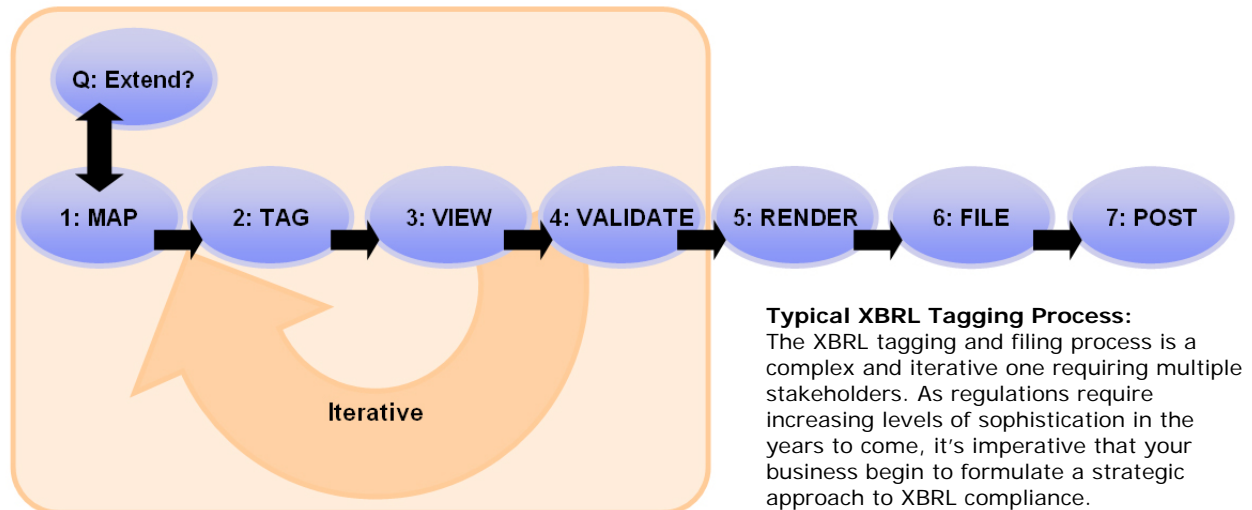 Q: Extend?
1: MAP
2: TAG
3: VIEW
4: VALIDATE
5: RENDER
6: FILE
7: POST
Iterative
Typical XBRL Tagging Process:
The XBRL tagging and filing process is a
complex and iterative one requiring multiple
stakeholders. As regulations require
increasing levels of sophistication in the
years to come, it's imperative that your
business begin to formulate a strategic
approach to XBRL compliance.